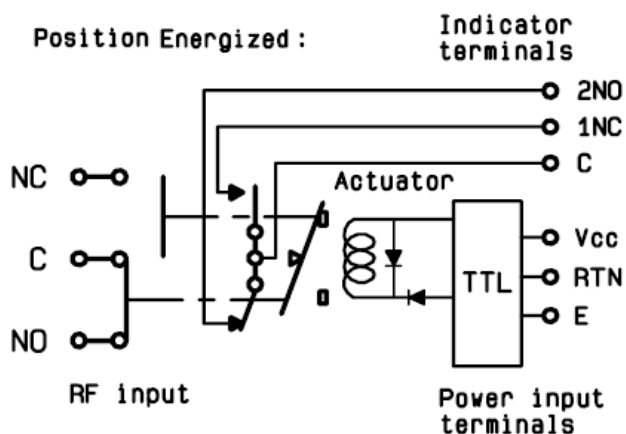 Position Energized :
Indicator
terminals
2NO
1NC
C
NC
Actuator
C
Vcc
TTL
RTN
E
NO
RF input
Power input
terminals